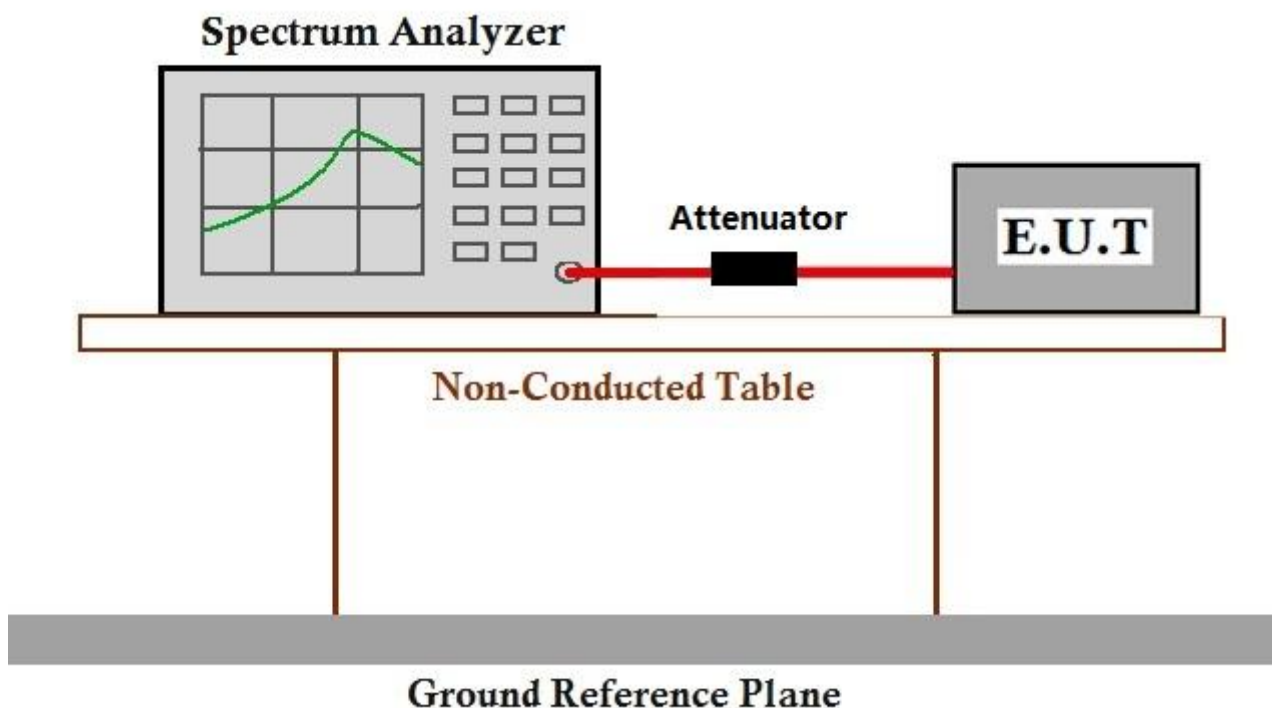 Spectrum Analyzer
Attenuator
E.U.T
Non-Conducted Table
Ground Reference Plane